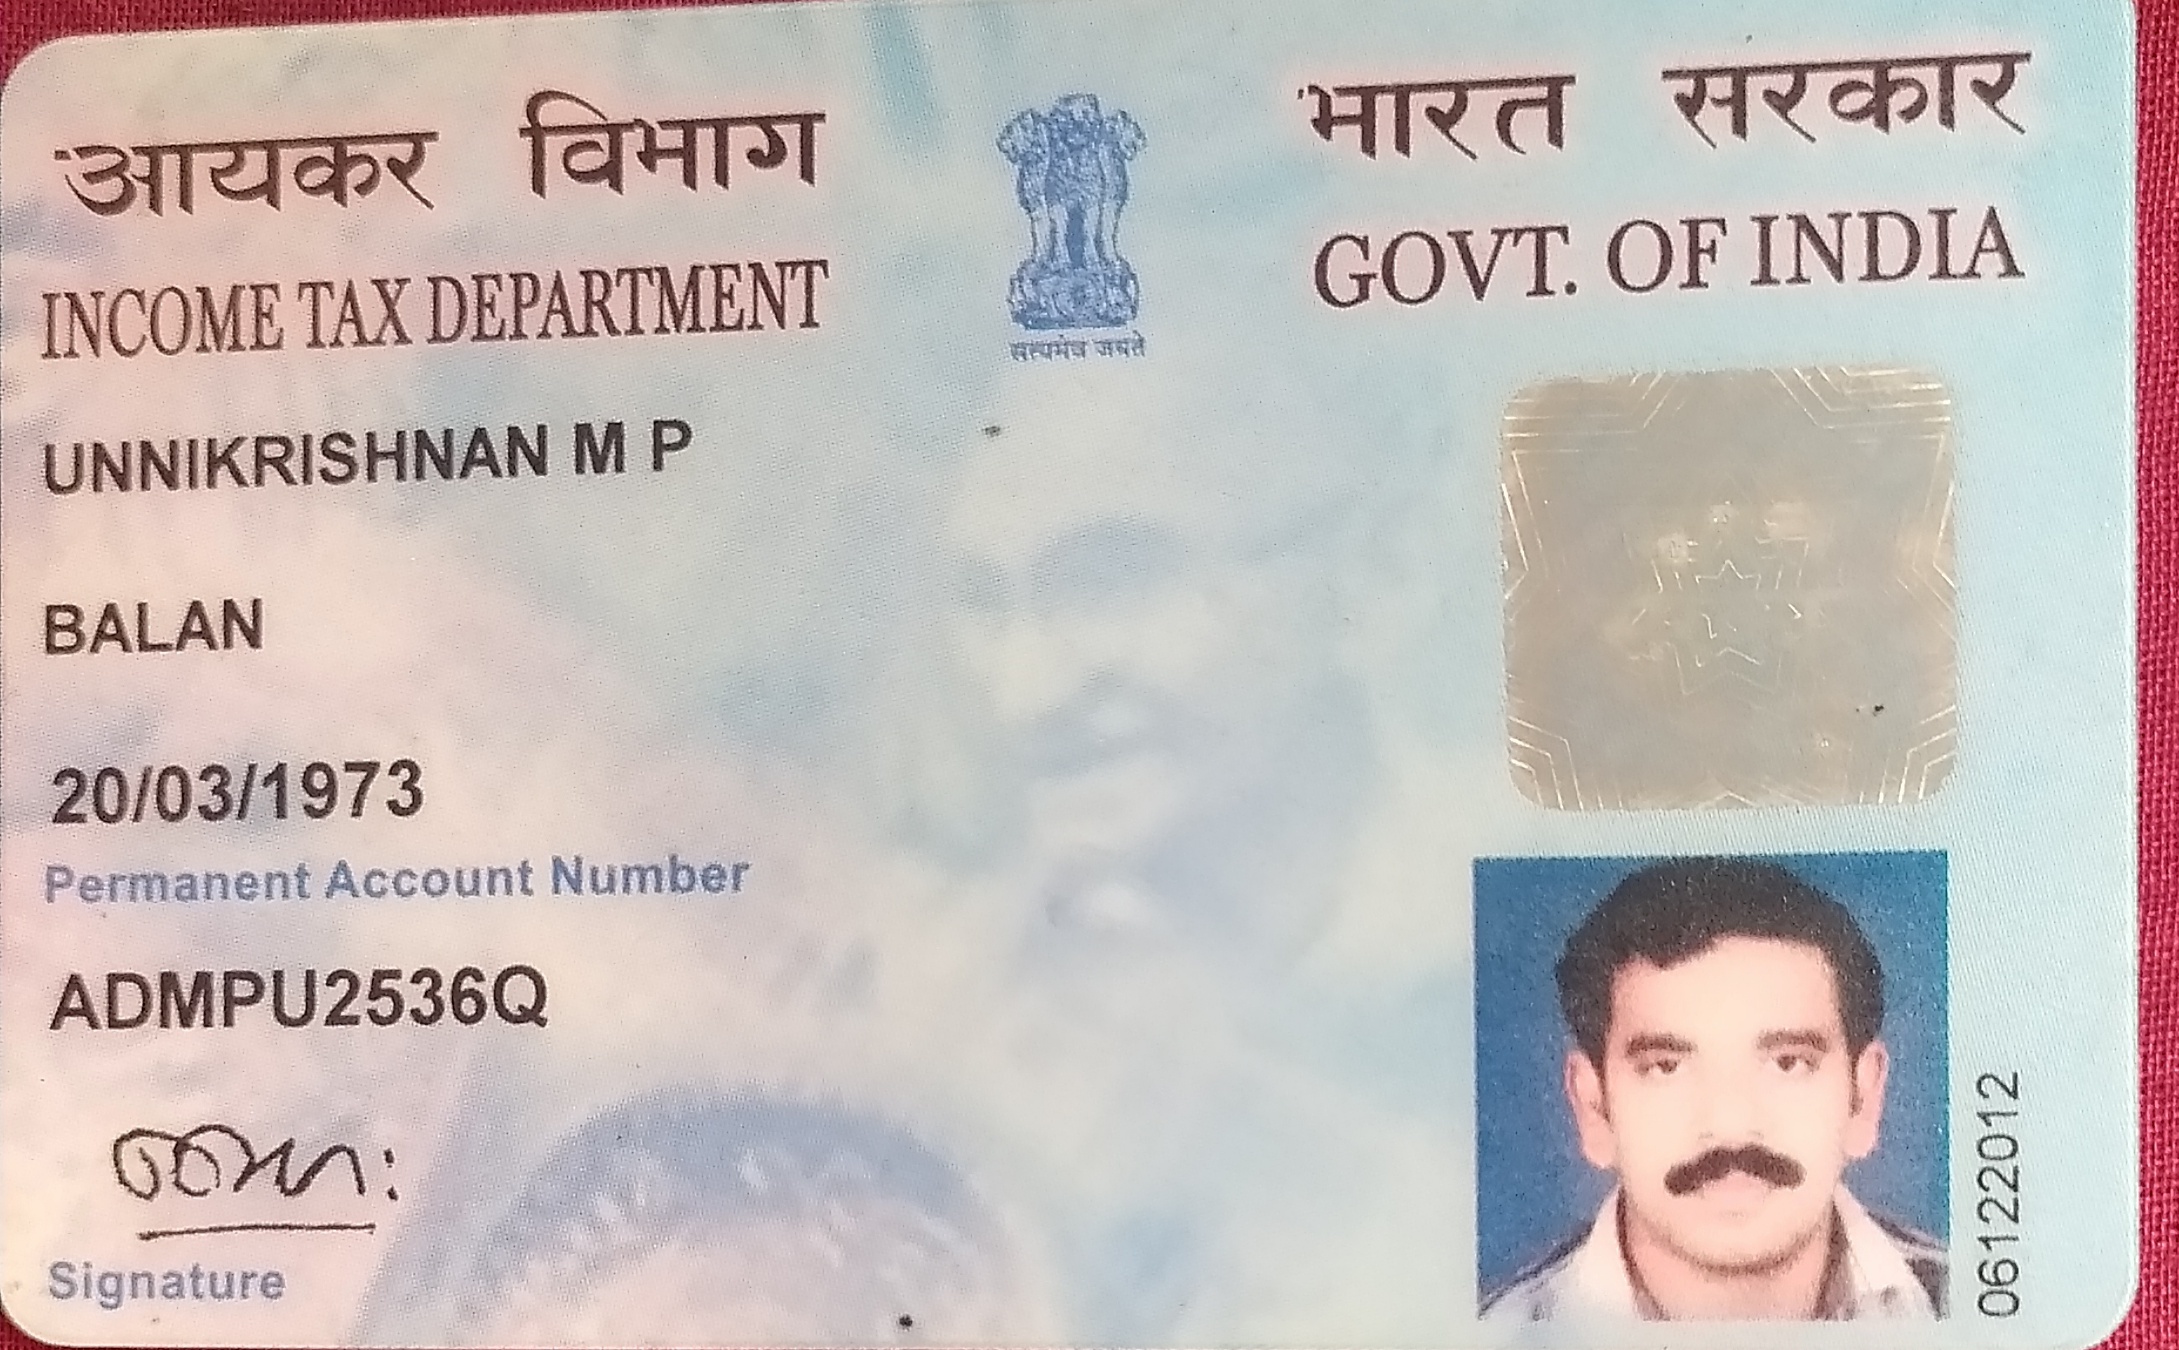 आयकर विभाग
INCOME TAX DEPARTMENT
सत्यमेव जयते
भारत सरकार
GOVT. OF INDIA
UNNIKRISHNAN M P
BALAN
20/03/1973
Permanent Account Number
ADMPU2536Q
Signature
06122012